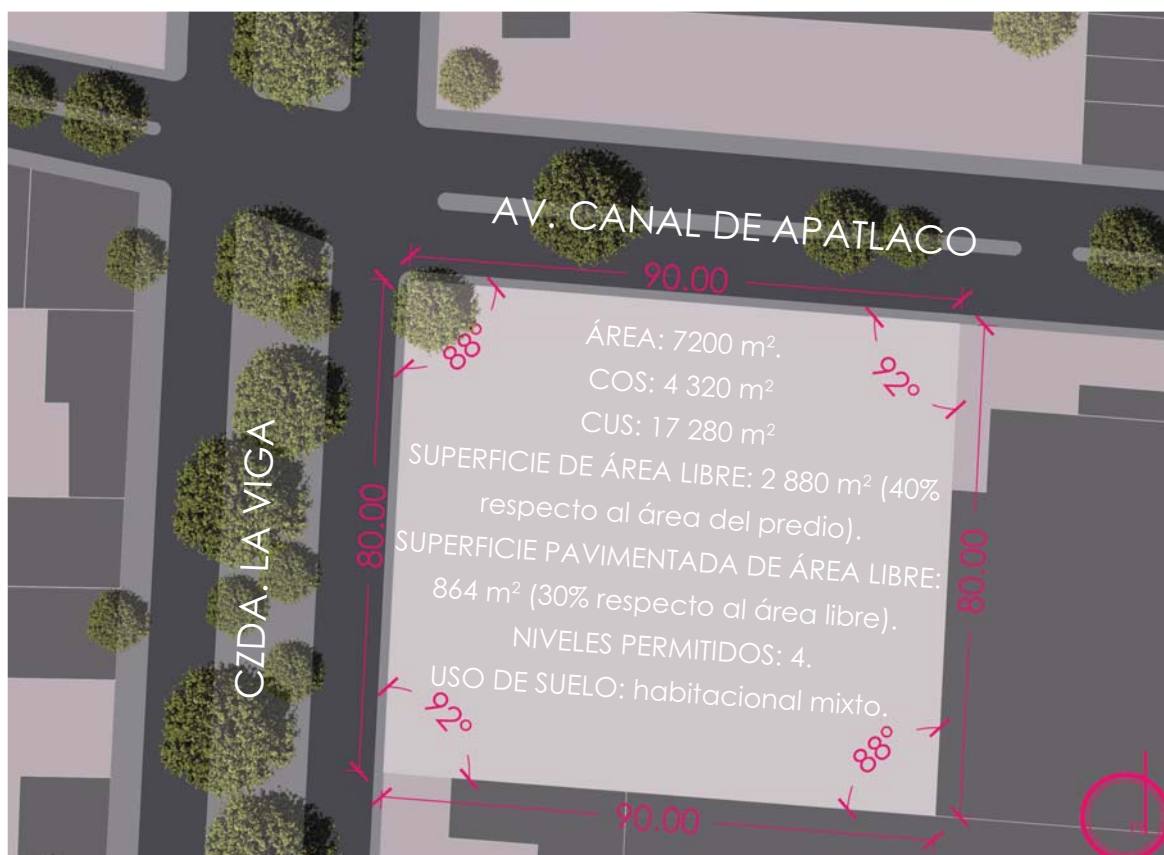 AV. CANAL DE APATLACO
90.00
88°
92°
ÁREA: 7200 m².
COS: 4 320 m²
CUS: 17 280 m²
SUPERFICIE DE ÁREA LIBRE: 2 880 m² (40%
respecto al área del predio).
SUPERFICIE PAVIMENTADA DE ÁREA LIBRE:
864 m² (30% respecto al área libre).
NIVELES PERMITIDOS: 4.
USO DE SUELO: habitacional mixto.
CZDA. LA VIGA
80.00
80.00
92°
88°
90.00